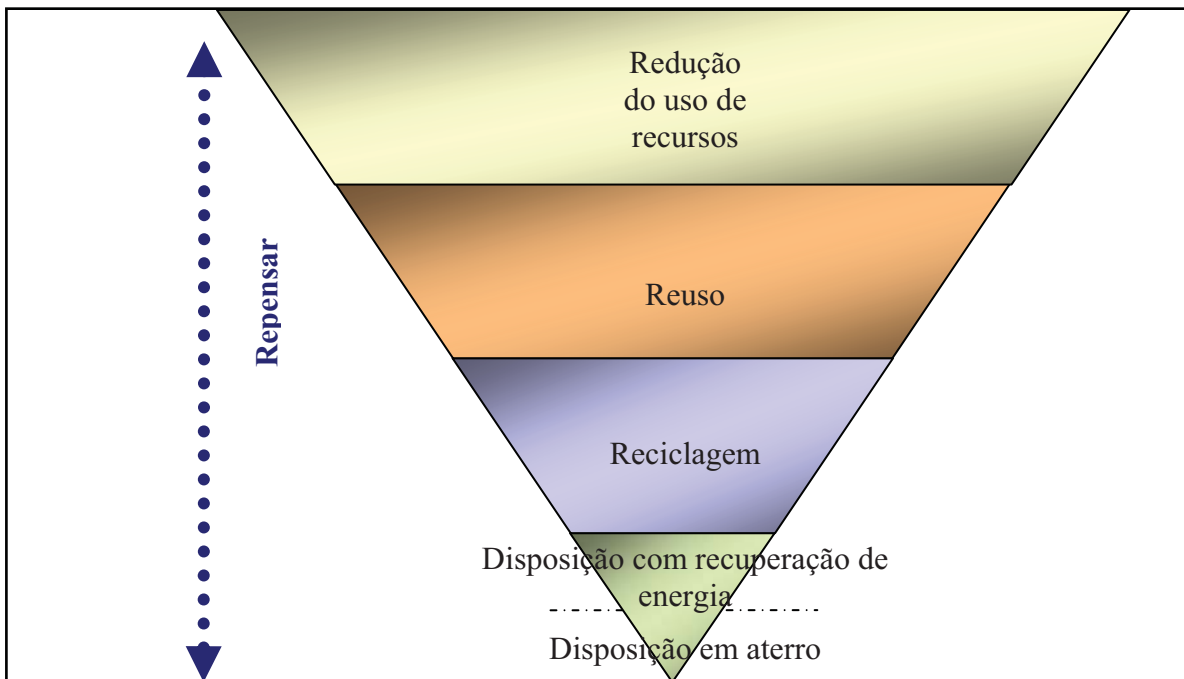 Redução
do uso de
recursos
Repensar
Reuso
Reciclagem
Disposição com recuperação de
energia
Disposição em aterro